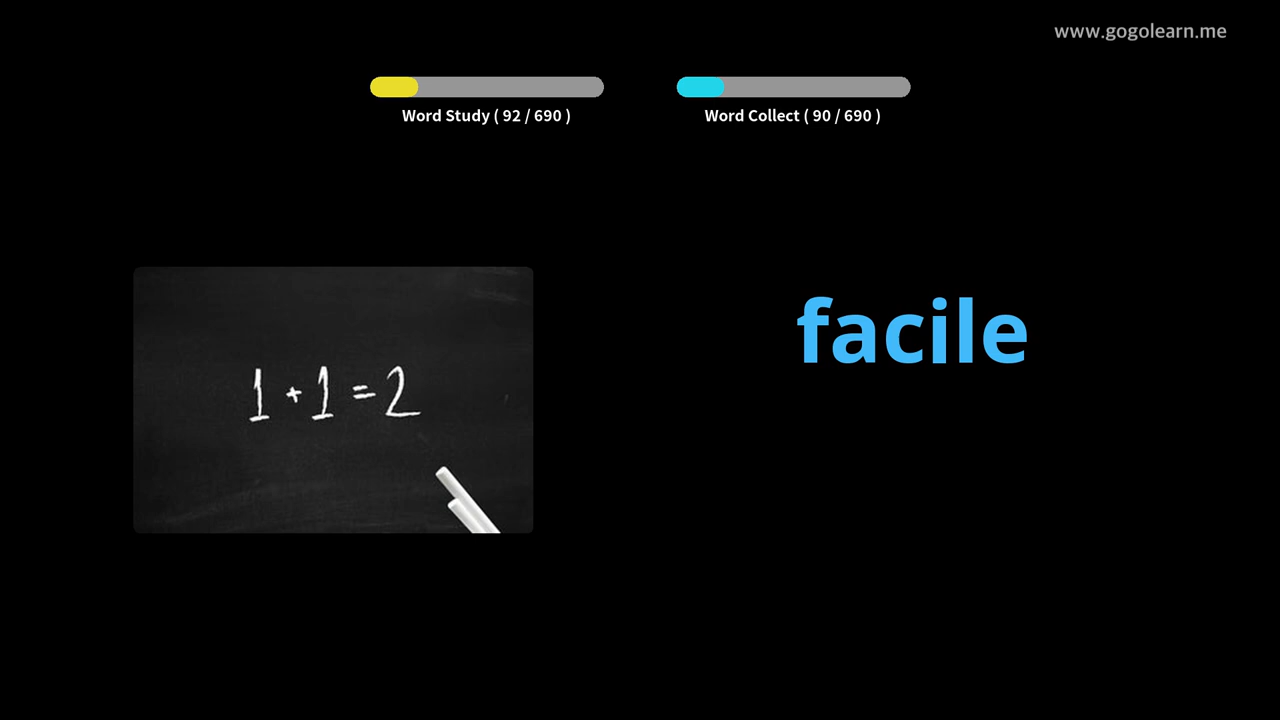 www.gogolearn.me
Word Study ( 92 / 690 )
Word Collect ( 90 / 690 )
facile
1 + 1 = 2